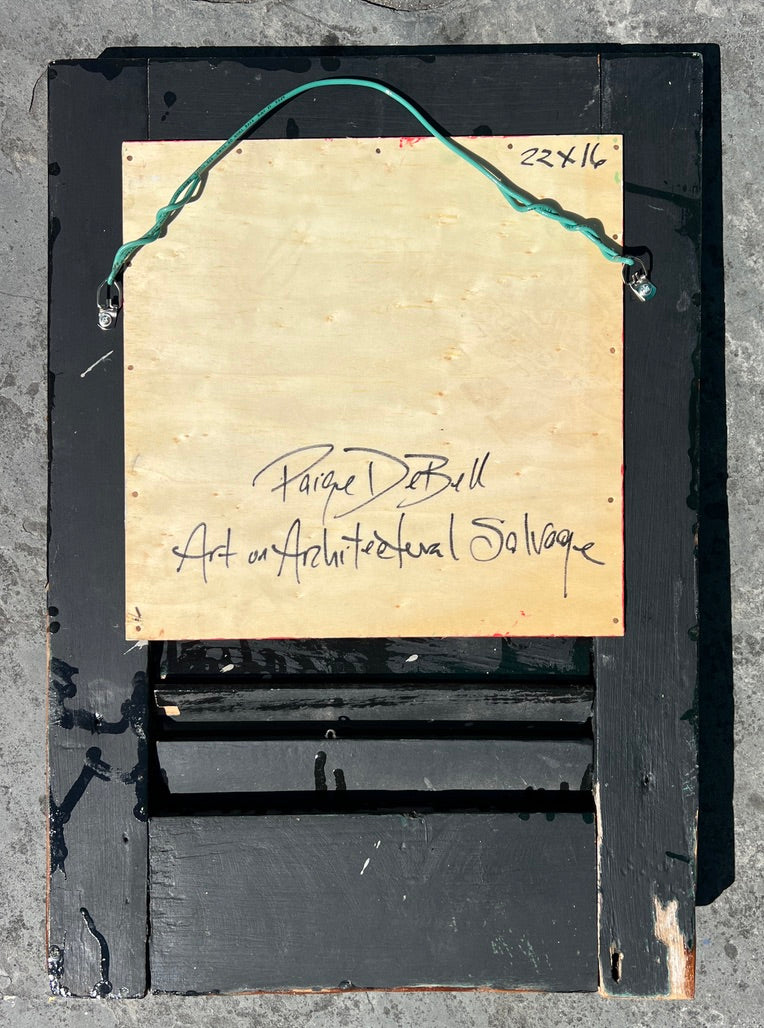 22x16
Paige DeBell
Art on Architectural Salvage